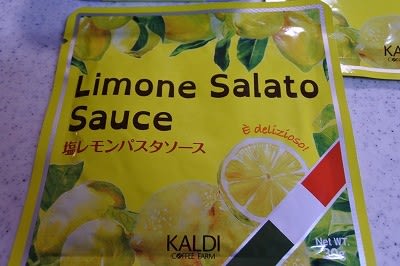 Limone Salato
Sauce
塩レモンパスタソース
È delizioso!
KALDI
COFFEE FARM
Net WT.
KALDI